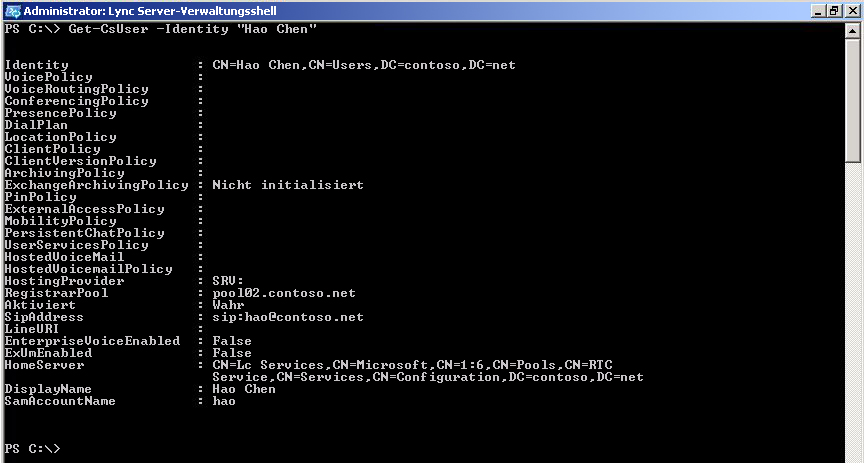 Administrator: Lync Server-Verwaltungsshell
PS C:\> Get-CsUser -Identity "Hao Chen"
Identity : CN=Hao Chen,CN=Users,DC=contoso,DC=net
VoicePolicy :
VoiceRoutingPolicy :
ConferencingPolicy :
PresencePolicy :
DialPlan :
LocationPolicy :
ClientPolicy :
ClientVersionPolicy :
ArchivingPolicy :
ExchangeArchivingPolicy : Nicht initialisiert
PinPolicy :
ExternalAccessPolicy :
MobilityPolicy :
PersistentChatPolicy :
UserServicesPolicy :
HostedVoiceMail :
HostedVoicemailPolicy :
HostingProvider : SRV:
RegistrarPool : pool02.contoso.net
Aktiviert : Wahr
SipAddress : sip:hao@contoso.net
LineURI :
EnterpriseVoiceEnabled : False
ExUmEnabled : False
HomeServer : CN=Lc Services,CN=Microsoft,CN=1:6,CN=Pools,CN=RTC
Service,CN=Services,CN=Configuration,DC=contoso,DC=net
DisplayName : Hao Chen
SamAccountName : hao
PS C:\>